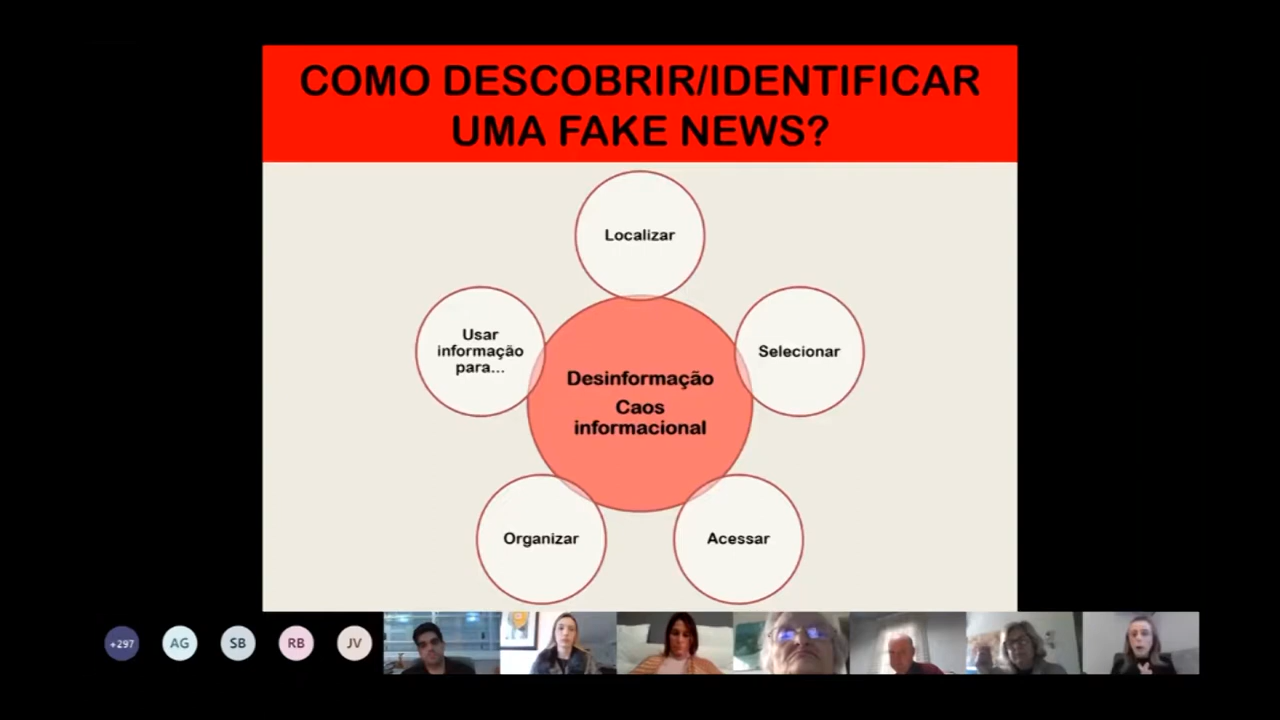 COMO DESCOBRIR/IDENTIFICAR
UMA FAKE NEWS?
Localizar
Usar
informação
para...
Selecionar
Desinformação
Caos
informacional
Organizar
Acessar
+297
AG
SB
RB
JV